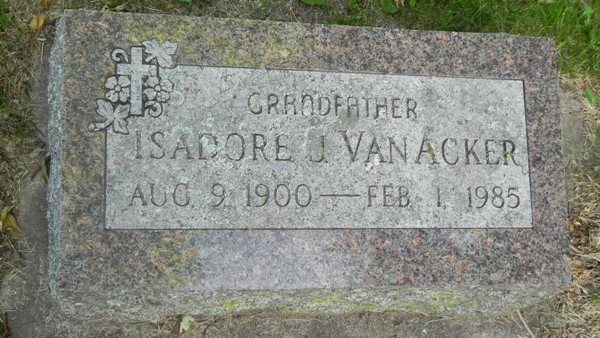 GRANDFATHER
ISADORE J. VANACKER
AUG. 9, 1900—FEB. 1, 1985